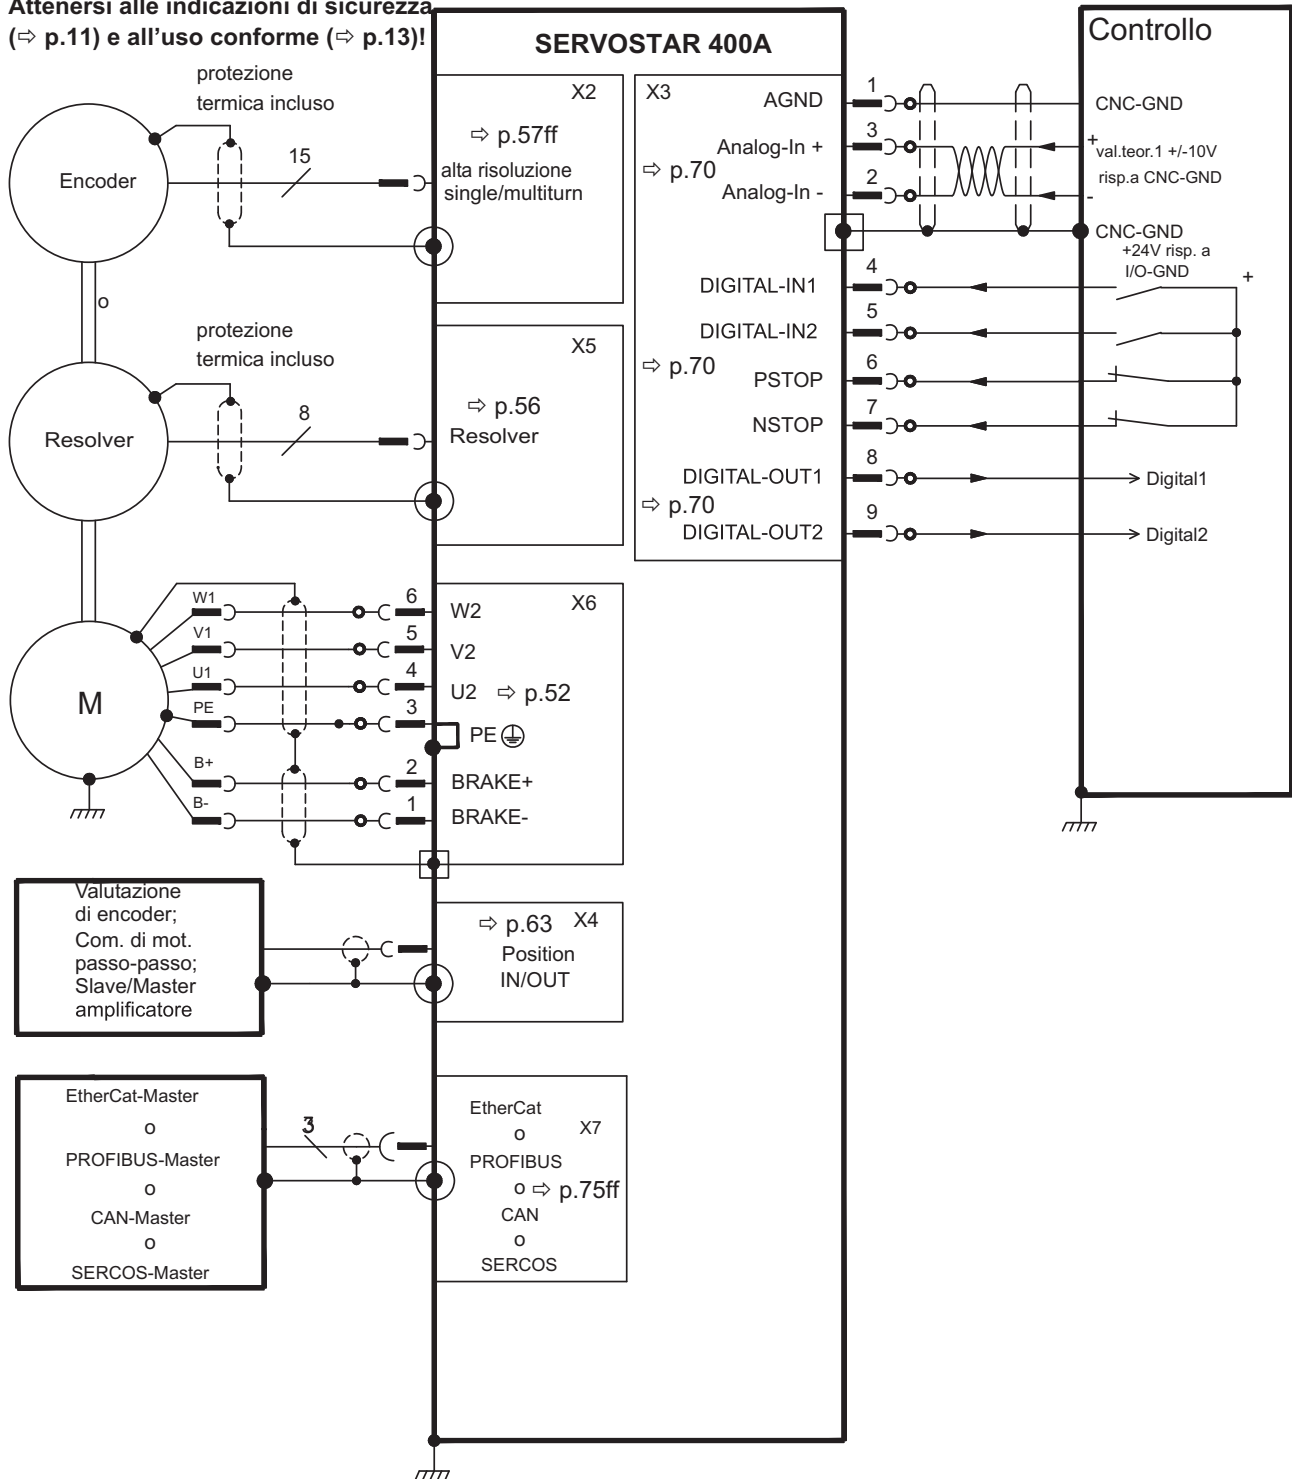 Attenersi alle indicazioni di sicurezza
(⇨ p.11) e all'uso conforme (⇨ p.13)!
SERVOSTAR 400A
Controllo
protezione
termica incluso
Encoder
15
X2
⇨ p.57ff
alta risoluzione
single/multiturn
o
protezione
termica incluso
Resolver
8
X5
⇨ p.56
Resolver
X3
AGND
1
CNC-GND
Analog-In +
3
+
⇨ p.70
val.teor.1 +/-10V
risp.a CNC-GND
Analog-In -
2
-
CNC-GND
+24V risp. a
I/O-GND
+
DIGITAL-IN1
4
DIGITAL-IN2
5
⇨ p.70
PSTOP
6
NSTOP
7
DIGITAL-OUT1
8
Digital1
⇨ p.70
DIGITAL-OUT2
9
Digital2
M
W1
6
W2
X6
V1
5
V2
U1
4
U2 ⇨ p.52
PE
3
PE
B+
2
BRAKE+
B-
1
BRAKE-
Valutazione
di encoder;
Com. di mot.
passo-passo;
Slave/Master
amplificatore
⇨ p.63 X4
Position
IN/OUT
EtherCat-Master
o
PROFIBUS-Master
o
CAN-Master
o
SERCOS-Master
3
EtherCat
o
X7
PROFIBUS
o ⇨ p.75ff
CAN
o
SERCOS